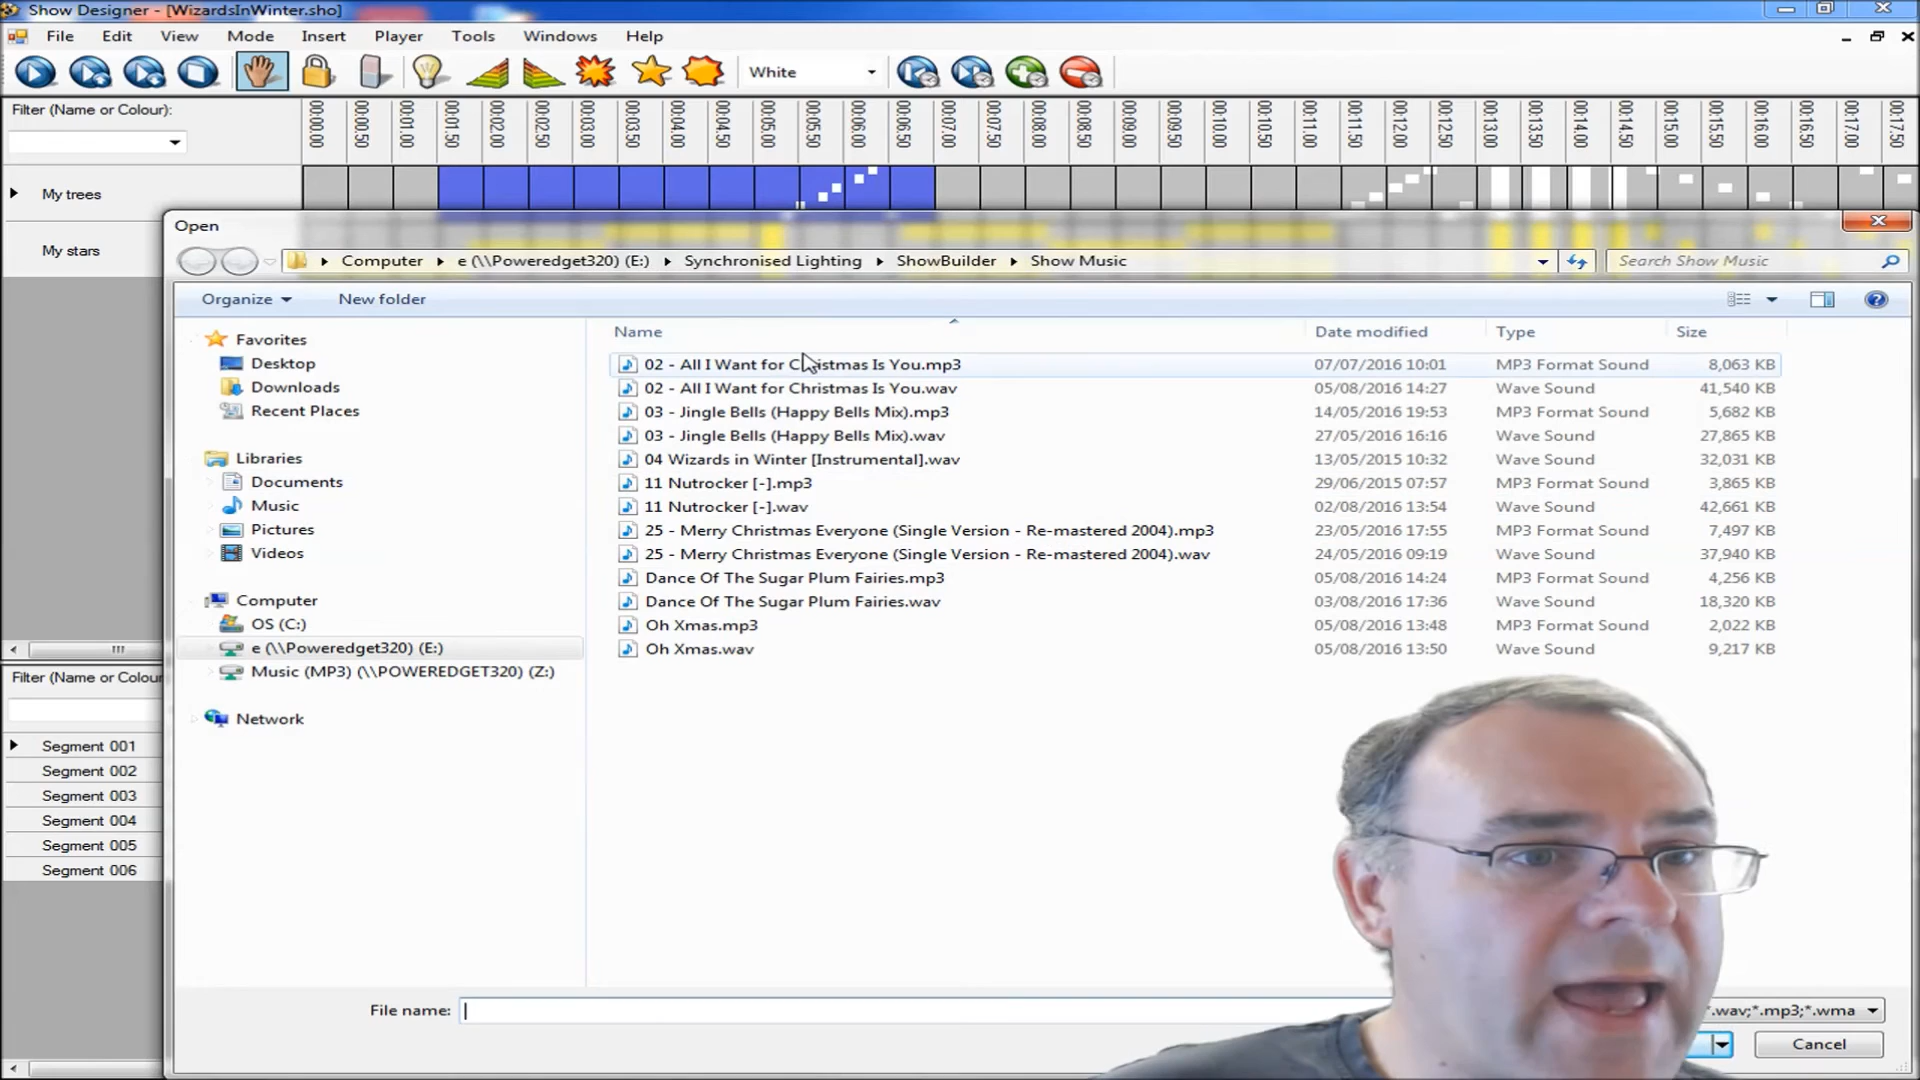 Show Designer - [WizardsInWinter.sho]
File Edit View Mode Insert Player Tools Windows Help
White
Filter (Name or Colour):
00:00.00 00:00.50 00:01.00 00:01.50 00:02.00 00:02.50 00:03.00 00:03.50 00:04.00 00:04.50 00:05.00 00:05.50 00:06.00 00:06.50 00:07.00 00:07.50 00:08.00 00:08.50 00:09.00 00:09.50 00:10.00 00:10.50 00:11.00 00:11.50 00:12.00 00:12.50 00:13.00 00:13.50 00:14.00 00:14.50 00:15.00 00:15.50 00:16.00 00:16.50 00:17.00 00:17.50
My trees
My stars
Open
Computer e (\\Poweredget320) (E:) Synchronised Lighting ShowBuilder Show Music Search Show Music
Organize New folder
Name Date modified Type Size
Favorites
Desktop
Downloads
Recent Places
Libraries
Documents
Music
Pictures
Videos
Computer
OS (C:)
e (\\Poweredget320) (E:)
Music (MP3) (\\POWEREDGET320) (Z:)
Network
02 - All I Want for Christmas Is You.mp3 07/07/2016 10:01 MP3 Format Sound 8,063 KB
02 - All I Want for Christmas Is You.wav 05/08/2016 14:27 Wave Sound 41,540 KB
03 - Jingle Bells (Happy Bells Mix).mp3 14/05/2016 19:53 MP3 Format Sound 5,682 KB
03 - Jingle Bells (Happy Bells Mix).wav 27/05/2016 16:16 Wave Sound 27,865 KB
04 Wizards in Winter [Instrumental].wav 13/05/2015 10:32 Wave Sound 32,031 KB
11 Nutrocker [-].mp3 29/06/2015 07:57 MP3 Format Sound 3,865 KB
11 Nutrocker [-].wav 02/08/2016 13:54 Wave Sound 42,661 KB
25 - Merry Christmas Everyone (Single Version - Re-mastered 2004).mp3 23/05/2016 17:55 MP3 Format Sound 7,497 KB
25 - Merry Christmas Everyone (Single Version - Re-mastered 2004).wav 24/05/2016 09:19 Wave Sound 37,940 KB
Dance Of The Sugar Plum Fairies.mp3 05/08/2016 14:24 MP3 Format Sound 4,256 KB
Dance Of The Sugar Plum Fairies.wav 03/08/2016 17:36 Wave Sound 18,320 KB
Oh Xmas.mp3 05/08/2016 13:48 MP3 Format Sound 2,022 KB
Oh Xmas.wav 05/08/2016 13:50 Wave Sound 9,217 KB
Filter (Name or Colou
Segment 001
Segment 002
Segment 003
Segment 004
Segment 005
Segment 006
File name: *.wav;*.mp3;*.wma
Cancel